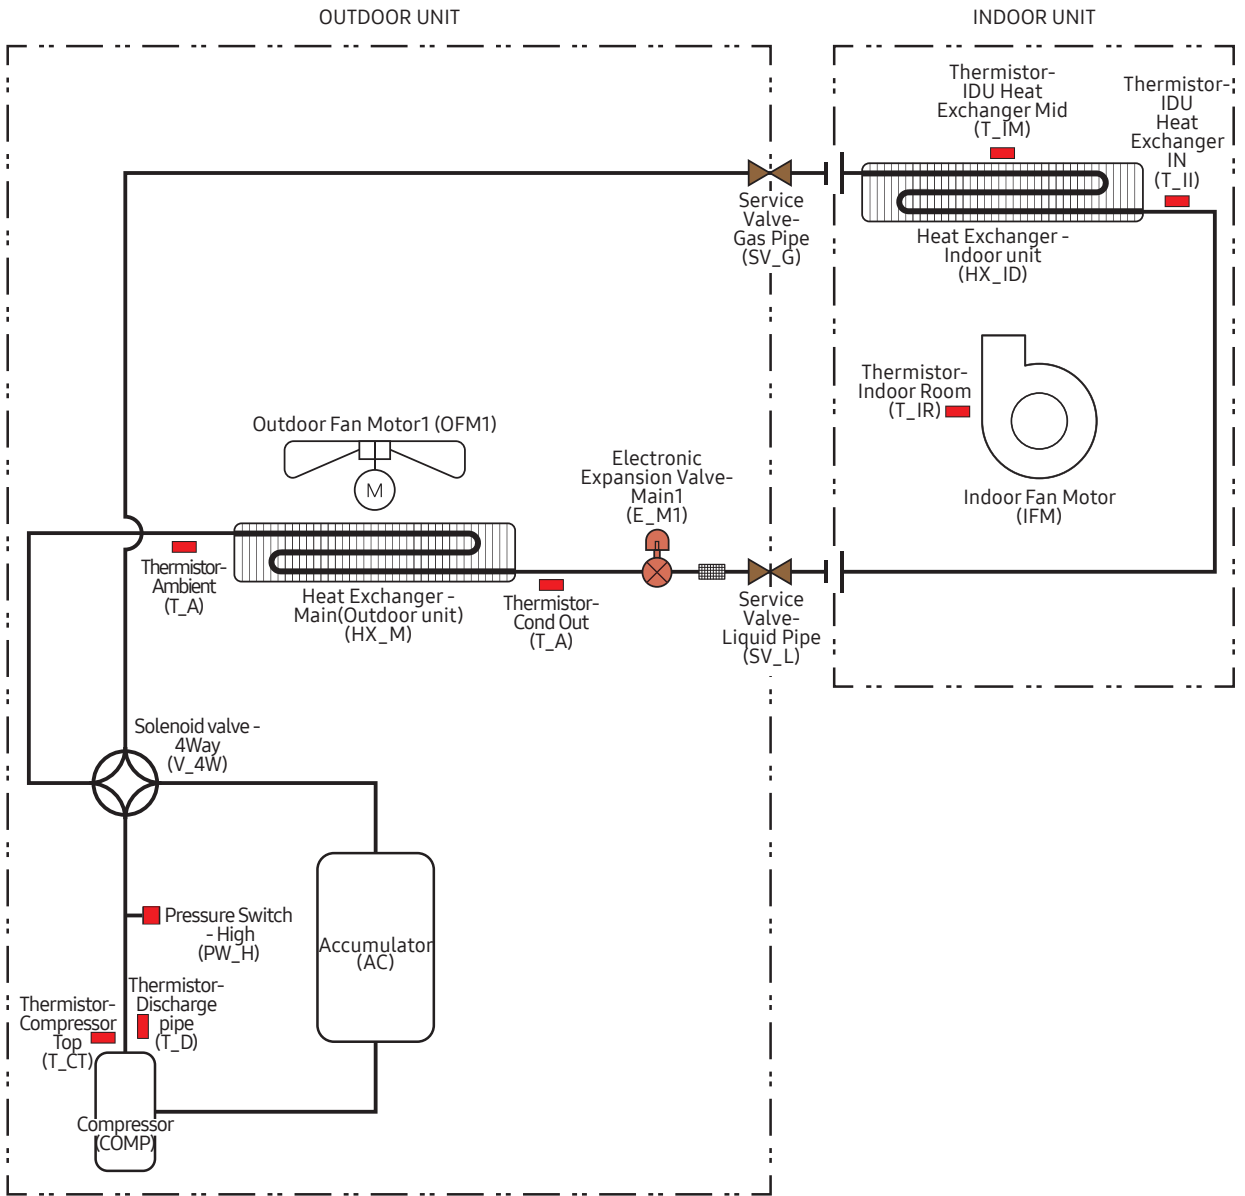 OUTDOOR UNIT
INDOOR UNIT
Thermistor-
IDU Heat
Exchanger Mid
(T_IM)
Thermistor-
IDU
Heat
Exchanger
IN
(T_II)
Service
Valve-
Gas Pipe
(SV_G)
Heat Exchanger -
Indoor unit
(HX_ID)
Thermistor-
Indoor Room
(T_IR)
Indoor Fan Motor
(IFM)
Outdoor Fan Motor1 (OFM1)
M
Electronic
Expansion Valve-
Main1
(E_M1)
Thermistor-
Ambient
(T_A)
Heat Exchanger -
Main(Outdoor unit)
(HX_M)
Thermistor-
Cond Out
(T_A)
Service
Valve-
Liquid Pipe
(SV_L)
Solenoid valve -
4Way
(V_4W)
Pressure Switch
- High
(PW_H)
Accumulator
(AC)
Thermistor-
Compressor
Top
(T_CT)
Thermistor-
Discharge
pipe
(T_D)
Compressor
(COMP)